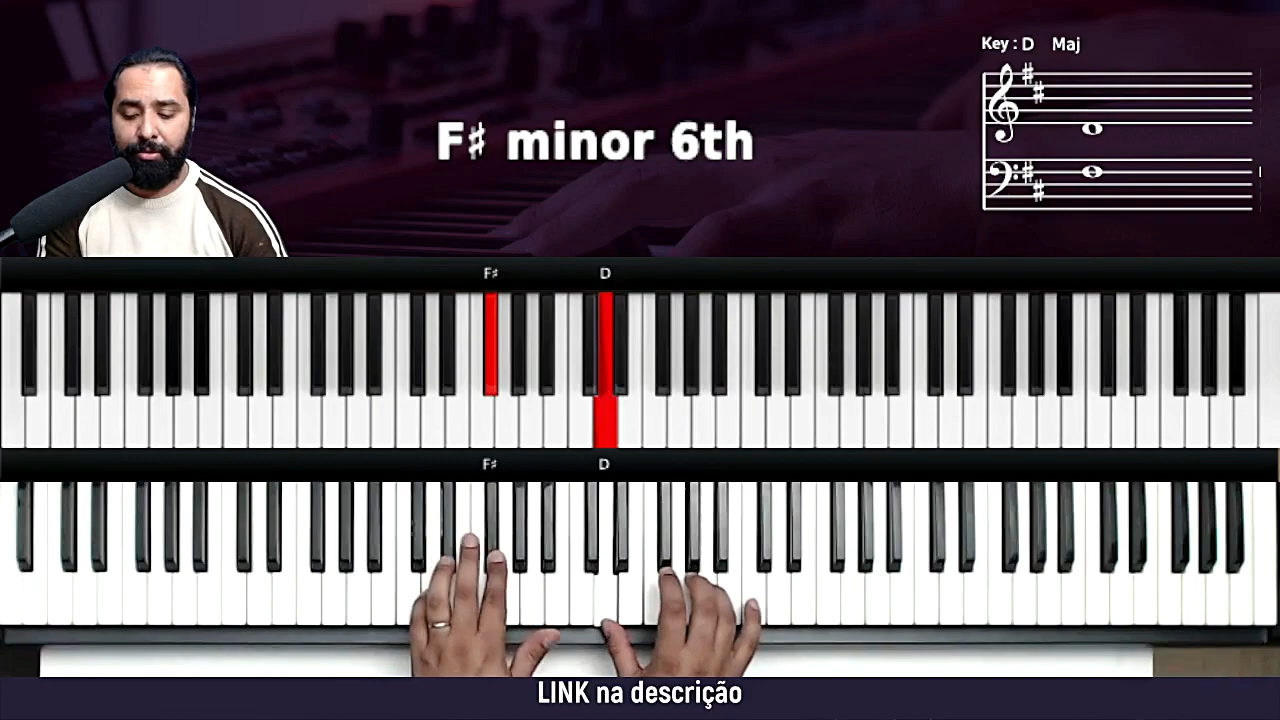 Key : D Maj
F♯ minor 6th
F♯ D
F♯ D
LINK na descrição